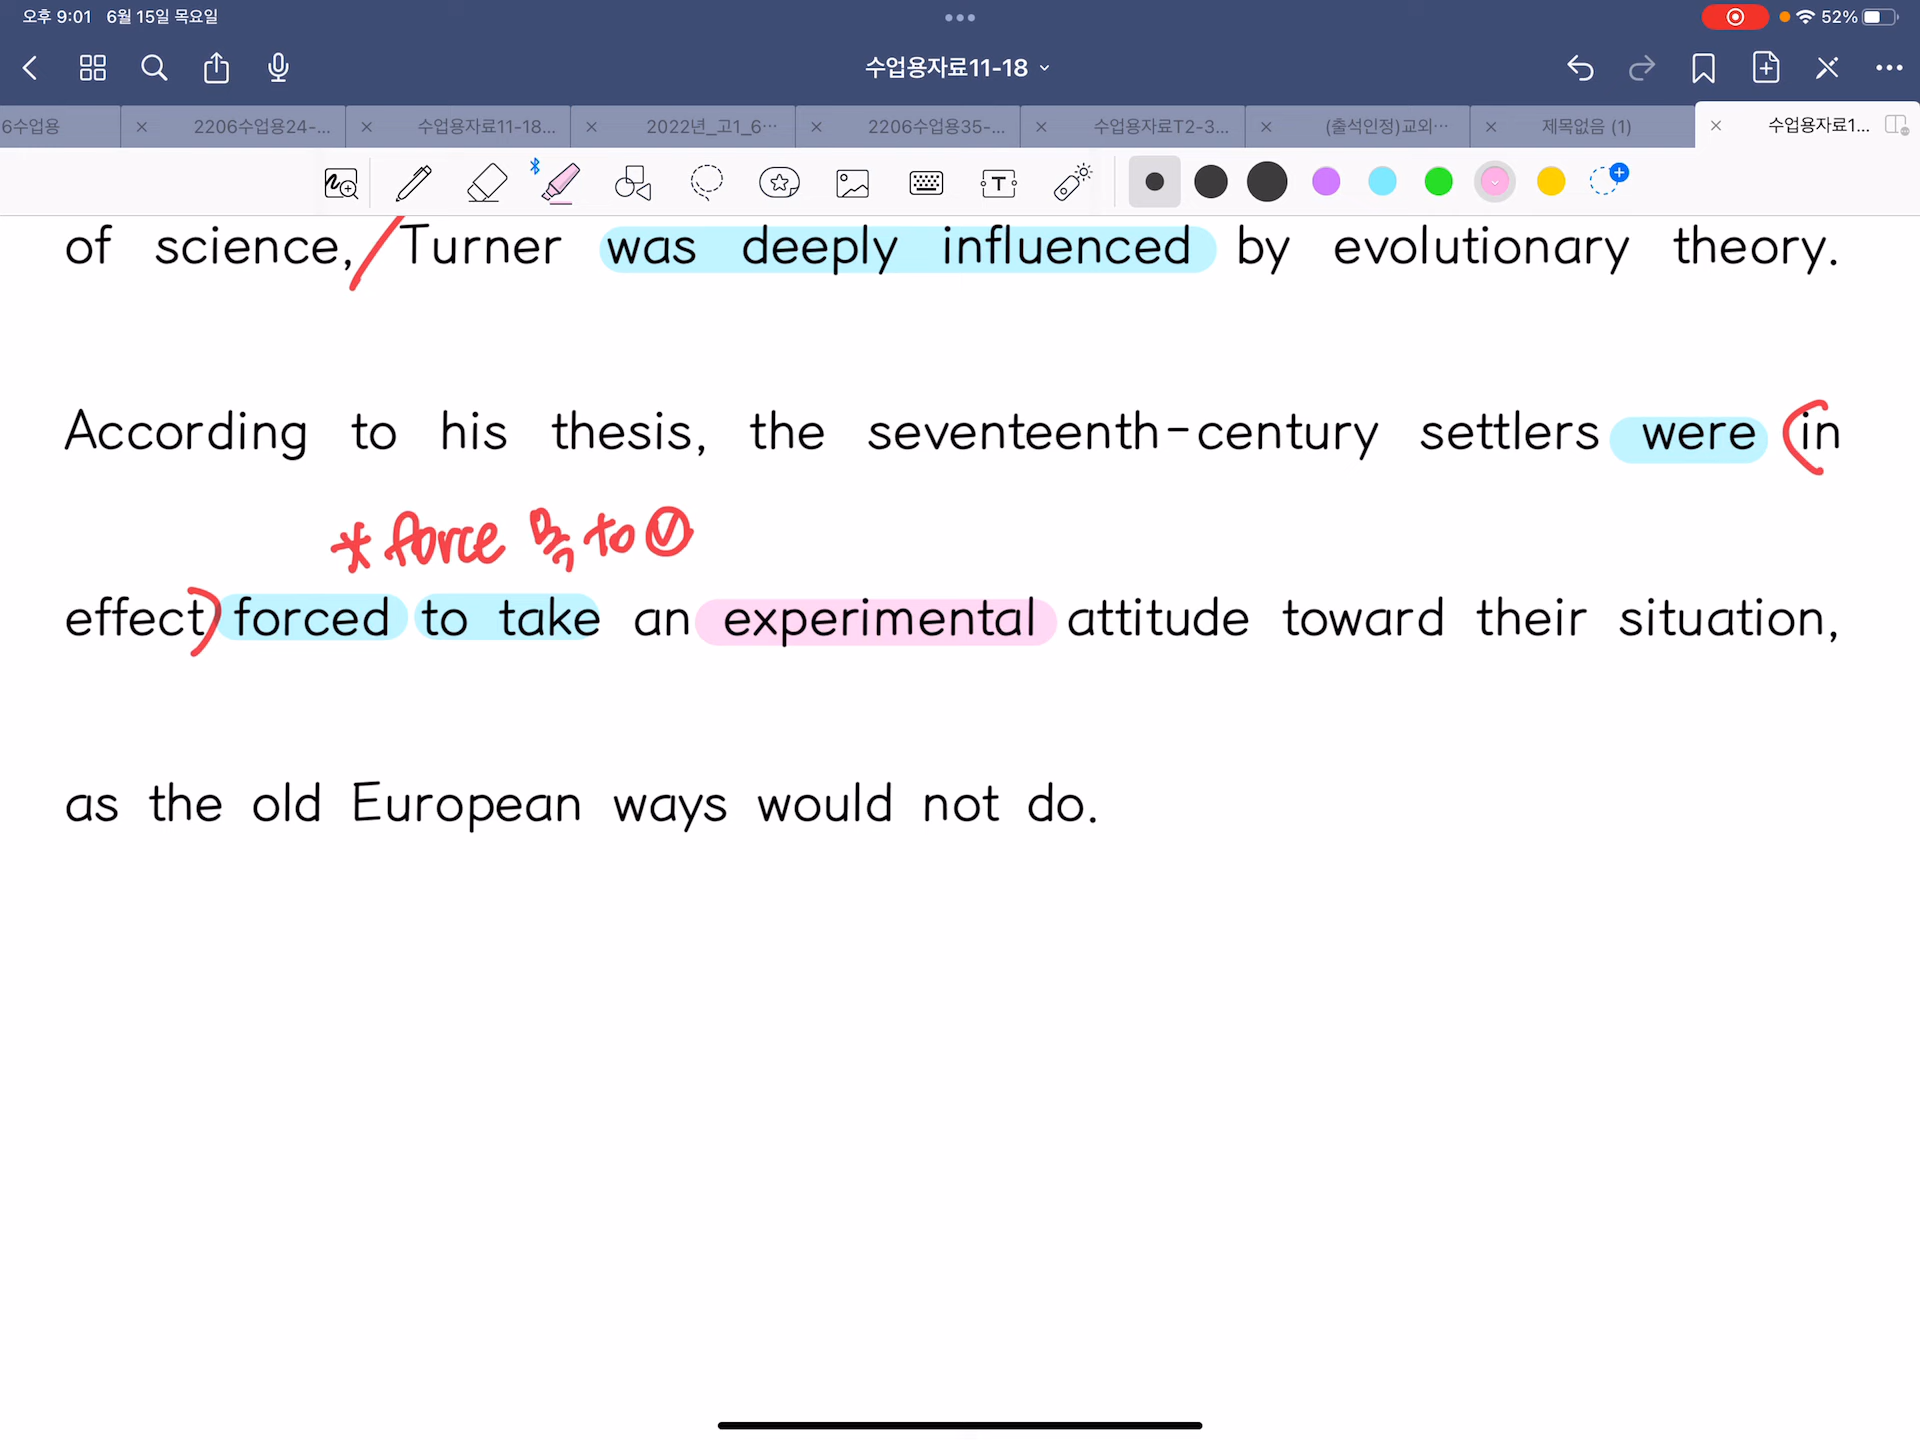 오후 9:01 6월 15일 목요일
52%
수업용자료11-18
6수업용
2206수업용24-...
수업용자료11-18...
2022년_고1_6...
2206수업용35-...
수업용자료T2-3...
(출석인정)교외...
제목없음 (1)
수업용자료1...
of science, Turner was deeply influenced by evolutionary theory.
According to his thesis, the seventeenth-century settlers were (in
* force 목 to V
effect) forced to take an experimental attitude toward their situation,
as the old European ways would not do.